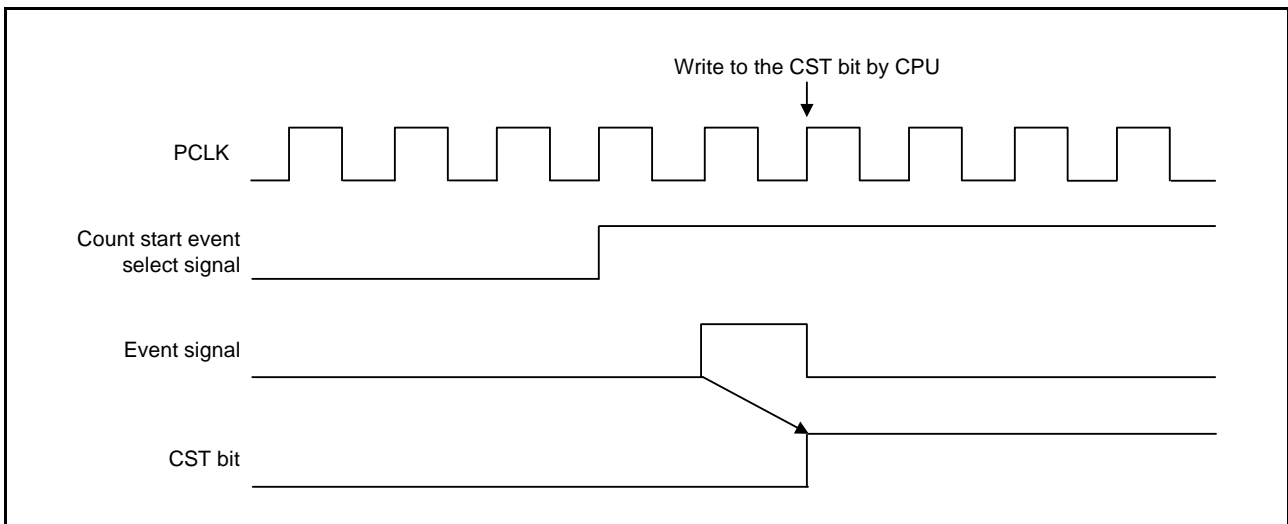 Write to the CST bit by CPU
PCLK
Count start event
select signal
Event signal
CST bit